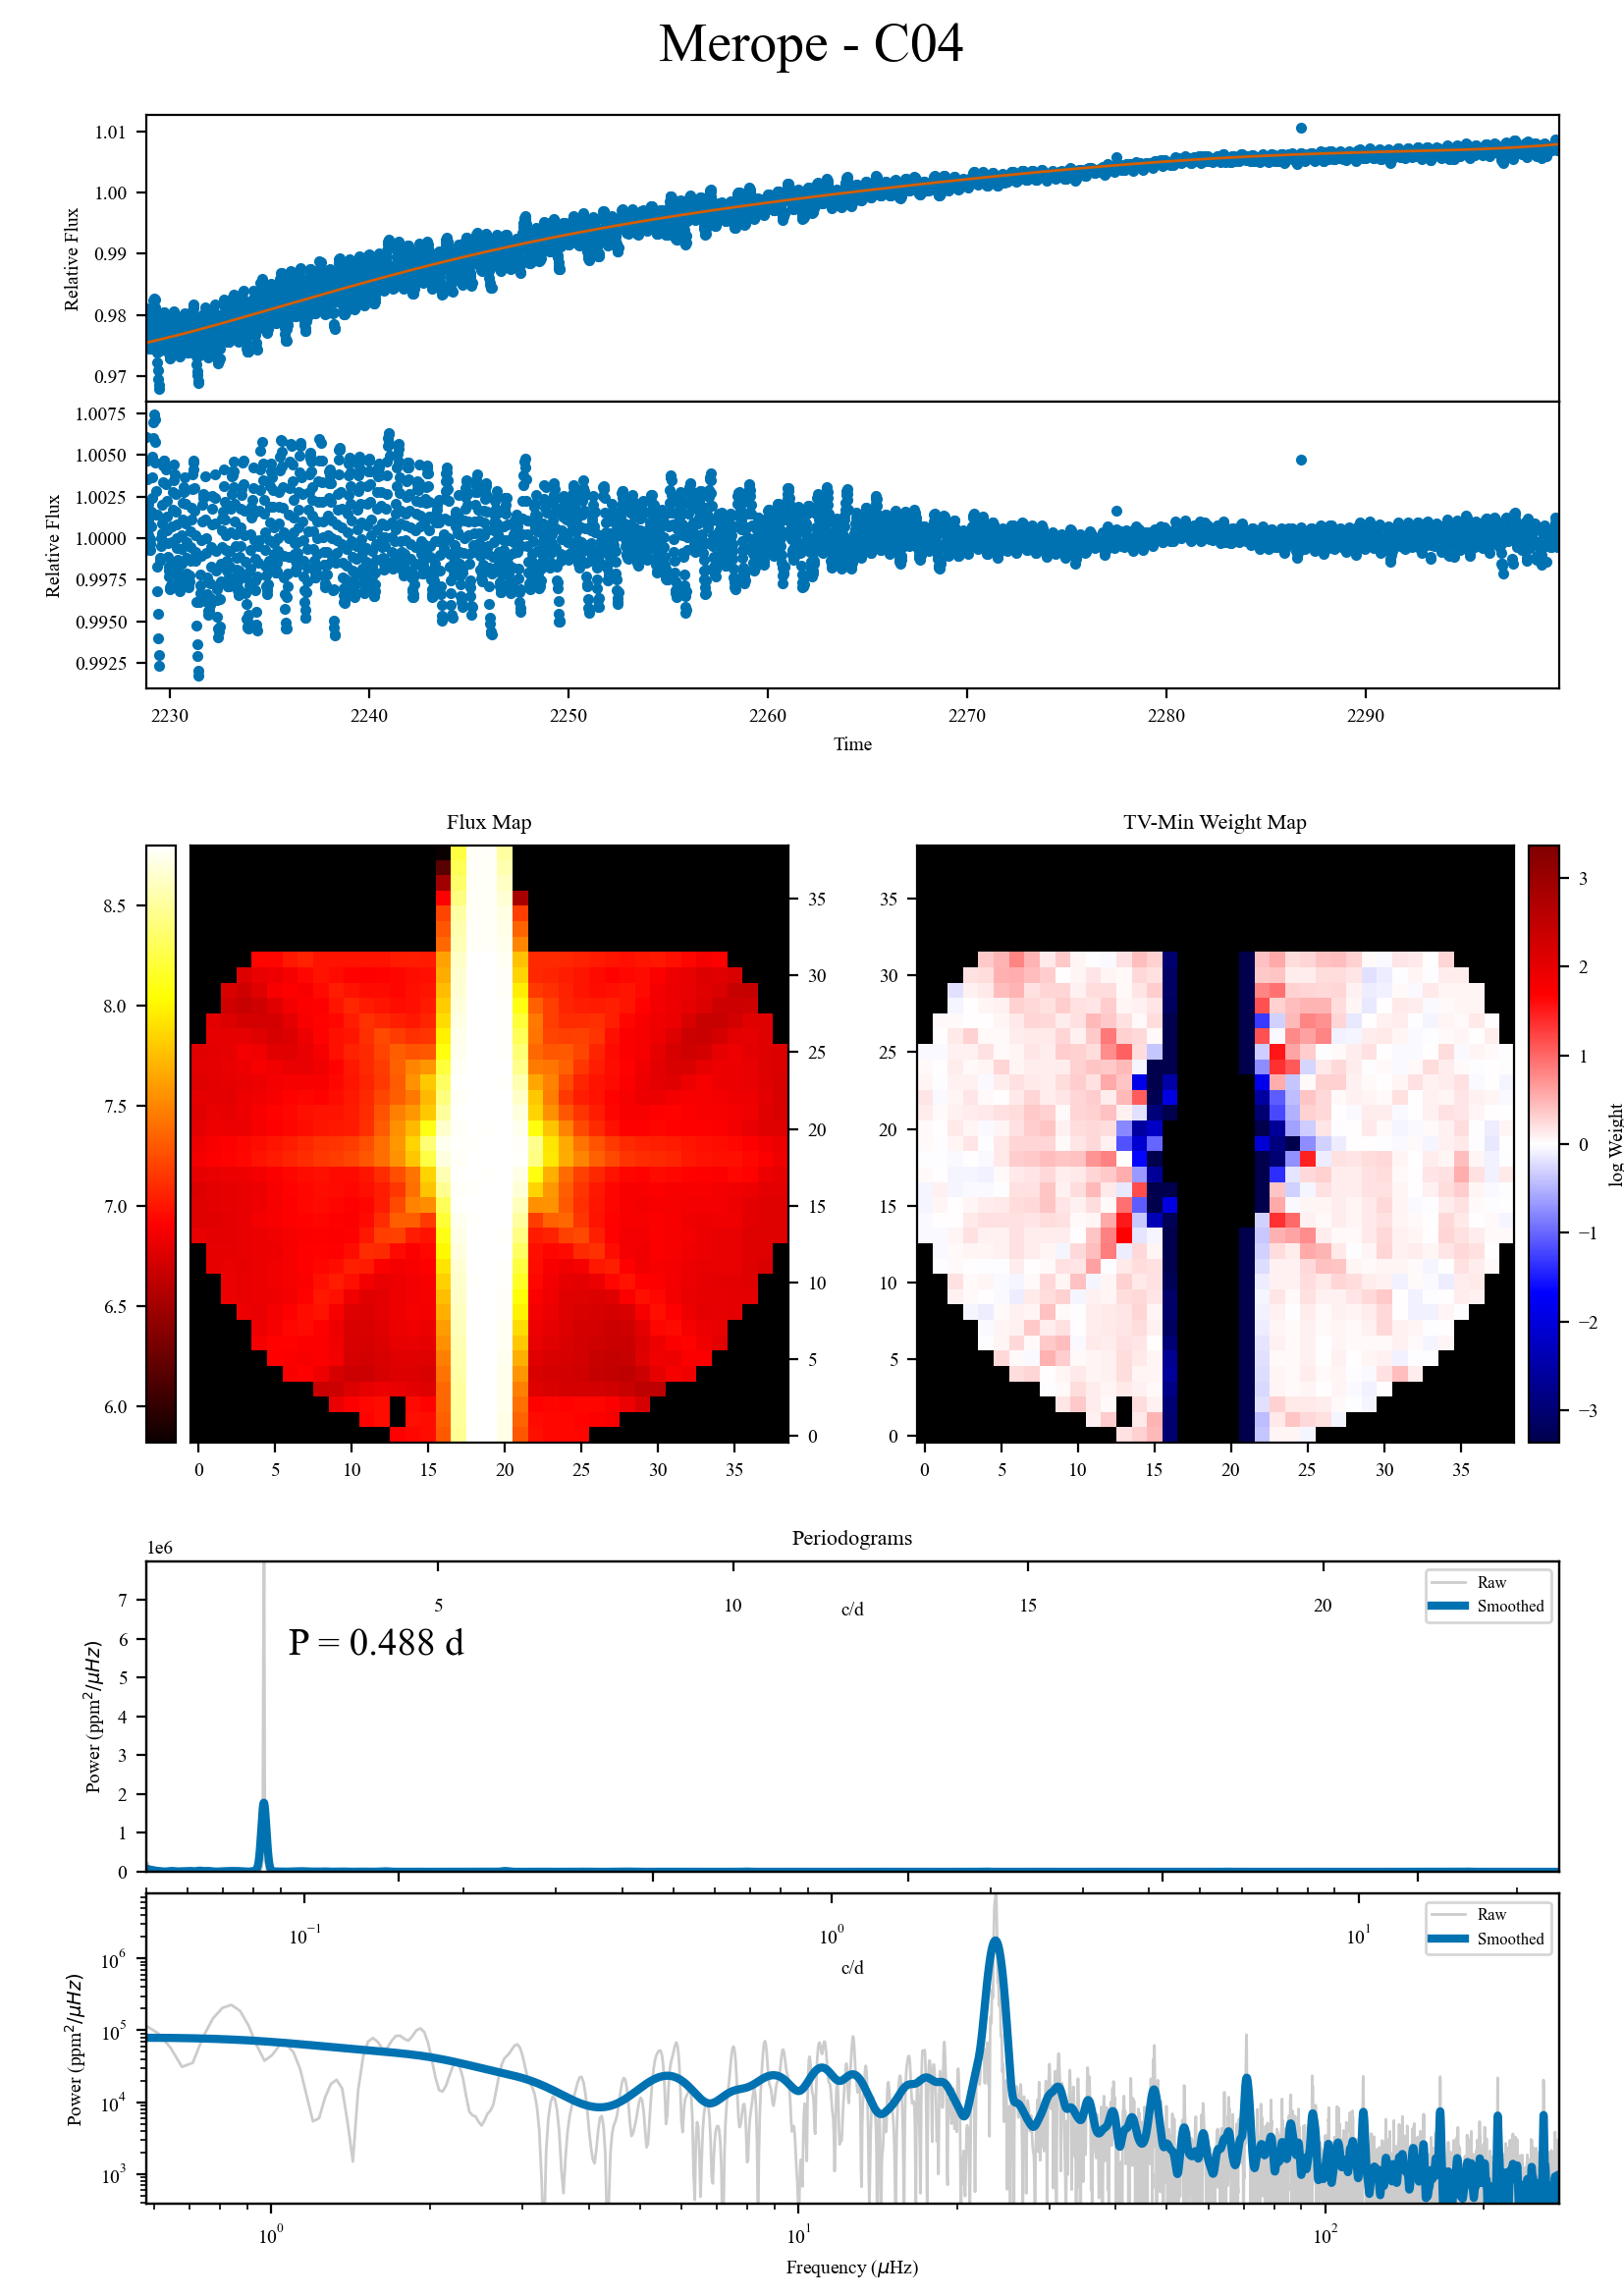 Merope - C04
1.01
1.00
0.99
0.98
0.97
Relative Flux
1.0075
1.0050
1.0025
1.0000
0.9975
0.9950
0.9925
Relative Flux
2230 2240 2250 2260 2270 2280 2290
Time
Flux Map
8.5
8.0
7.5
7.0
6.5
6.0
35
30
25
20
15
10
5
0
0 5 10 15 20 25 30 35
TV-Min Weight Map
35
30
25
20
15
10
5
0
0 5 10 15 20 25 30 35
3
2
1
0
−1
−2
−3
log Weight
Periodograms
1e6
7
6
5
4
3
2
1
0
Power (ppm²/μHz)
5 10 15 20
c/d
P = 0.488 d
Raw
Smoothed
10⁻¹ 10⁰ 10¹
c/d
Raw
Smoothed
10⁶
10⁵
10⁴
10³
Power (ppm²/μHz)
10⁰ 10¹ 10²
Frequency (μHz)